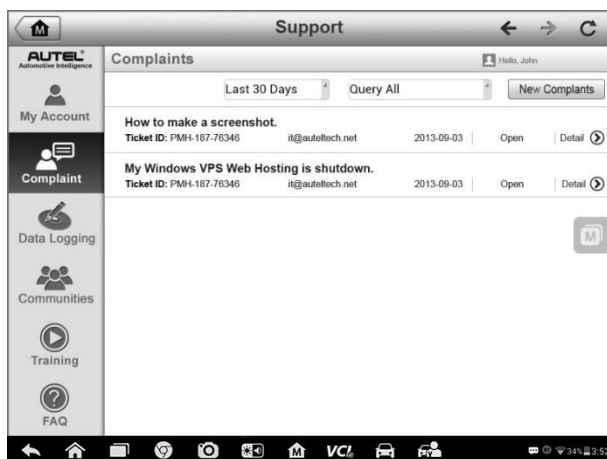 M
Support
AUTEL®
Automotive Intelligence
Complaints
Hello, John
Last 30 Days
Query All
New Complants
My Account
How to make a screenshot.
Ticket ID: PMH-187-76346 it@auteltech.net 2013-09-03 Open Detail
Complaint
My Windows VPS Web Hosting is shutdown.
Ticket ID: PMH-187-76346 it@auteltech.net 2013-09-03 Open Detail
Data Logging
M
Communities
Training
FAQ
M VCI 34% 3:52